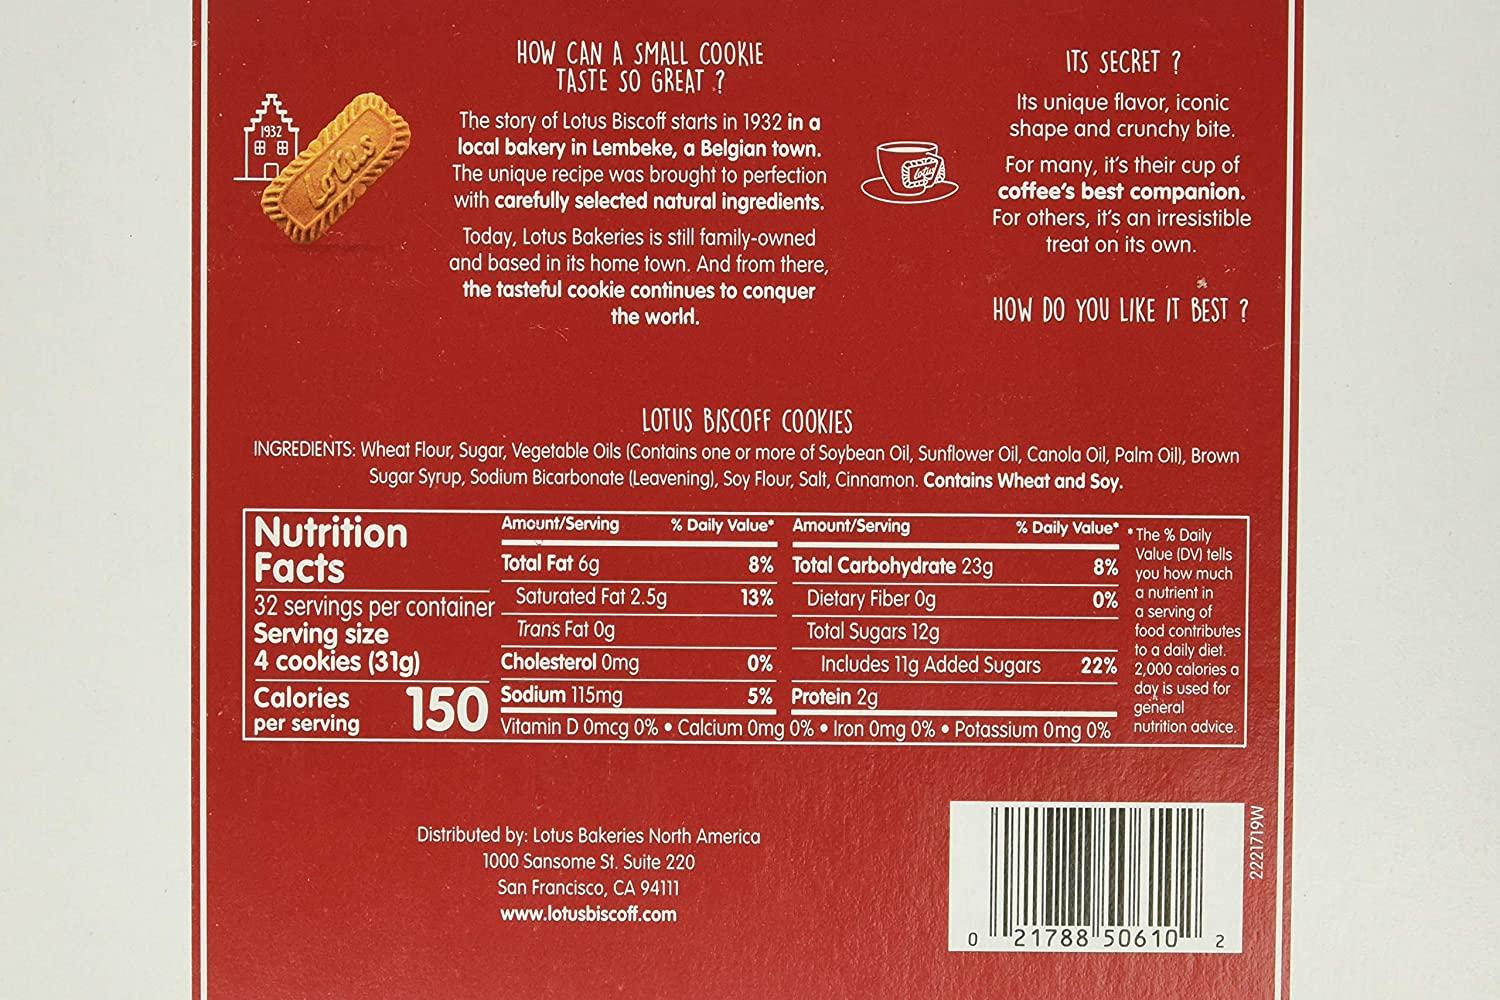 HOW CAN A SMALL COOKIE
TASTE SO GREAT ?
1932
Lotus
The story of Lotus Biscoff starts in 1932 in a
local bakery in Lembeke, a Belgian town.
The unique recipe was brought to perfection
with carefully selected natural ingredients.
Today, Lotus Bakeries is still family-owned
and based in its home town. And from there,
the tasteful cookie continues to conquer
the world.
ITS SECRET ?
Its unique flavor, iconic
shape and crunchy bite.
Lotus
For many, it's their cup of
coffee's best companion.
For others, it's an irresistible
treat on its own.
HOW DO YOU LIKE IT BEST ?
LOTUS BISCOFF COOKIES
INGREDIENTS: Wheat Flour, Sugar, Vegetable Oils (Contains one or more of Soybean Oil, Sunflower Oil, Canola Oil, Palm Oil), Brown
Sugar Syrup, Sodium Bicarbonate (Leavening), Soy Flour, Salt, Cinnamon. Contains Wheat and Soy.
Nutrition
Facts
32 servings per container
Serving size
4 cookies (31g)
Calories
per serving
150
Amount/Serving % Daily Value*
Total Fat 6g 8%
Saturated Fat 2.5g 13%
Trans Fat 0g
Cholesterol 0mg 0%
Sodium 115mg 5%
Amount/Serving % Daily Value*
Total Carbohydrate 23g 8%
Dietary Fiber 0g 0%
Total Sugars 12g
Includes 11g Added Sugars 22%
Protein 2g
Vitamin D 0mcg 0% • Calcium 0mg 0% • Iron 0mg 0% • Potassium 0mg 0%
*The % Daily
Value (DV) tells
you how much
a nutrient in
a serving of
food contributes
to a daily diet.
2,000 calories a
day is used for
general
nutrition advice.
Distributed by: Lotus Bakeries North America
1000 Sansome St. Suite 220
San Francisco, CA 94111
www.lotusbiscoff.com
0 21788 50610 2
2221719W